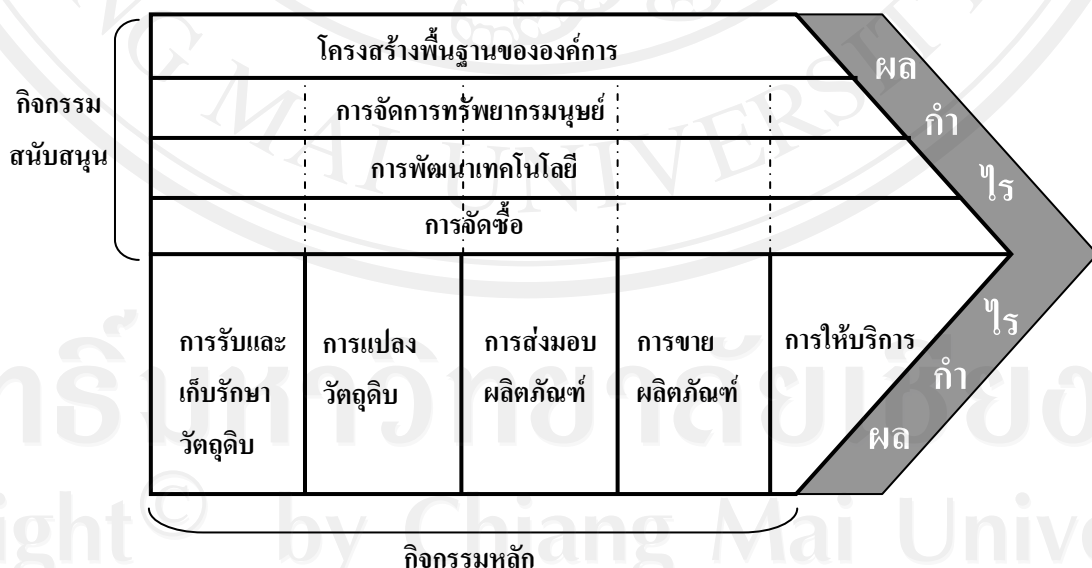 โครงสร้างพื้นฐานขององค์การ
การจัดการทรัพยากรมนุษย์
การพัฒนาเทคโนโลยี
การจัดซื้อ
กิจกรรม
สนับสนุน
การรับและ
เก็บรักษา
วัตถุดิบ
การแปลง
วัตถุดิบ
การส่งมอบ
ผลิตภัณฑ์
การขาย
ผลิตภัณฑ์
การให้บริการ
ผล
กำ
ไร
ไร
กำ
ผล
กิจกรรมหลัก
MAI UNIVERSIT
by Chiang Mai Univ